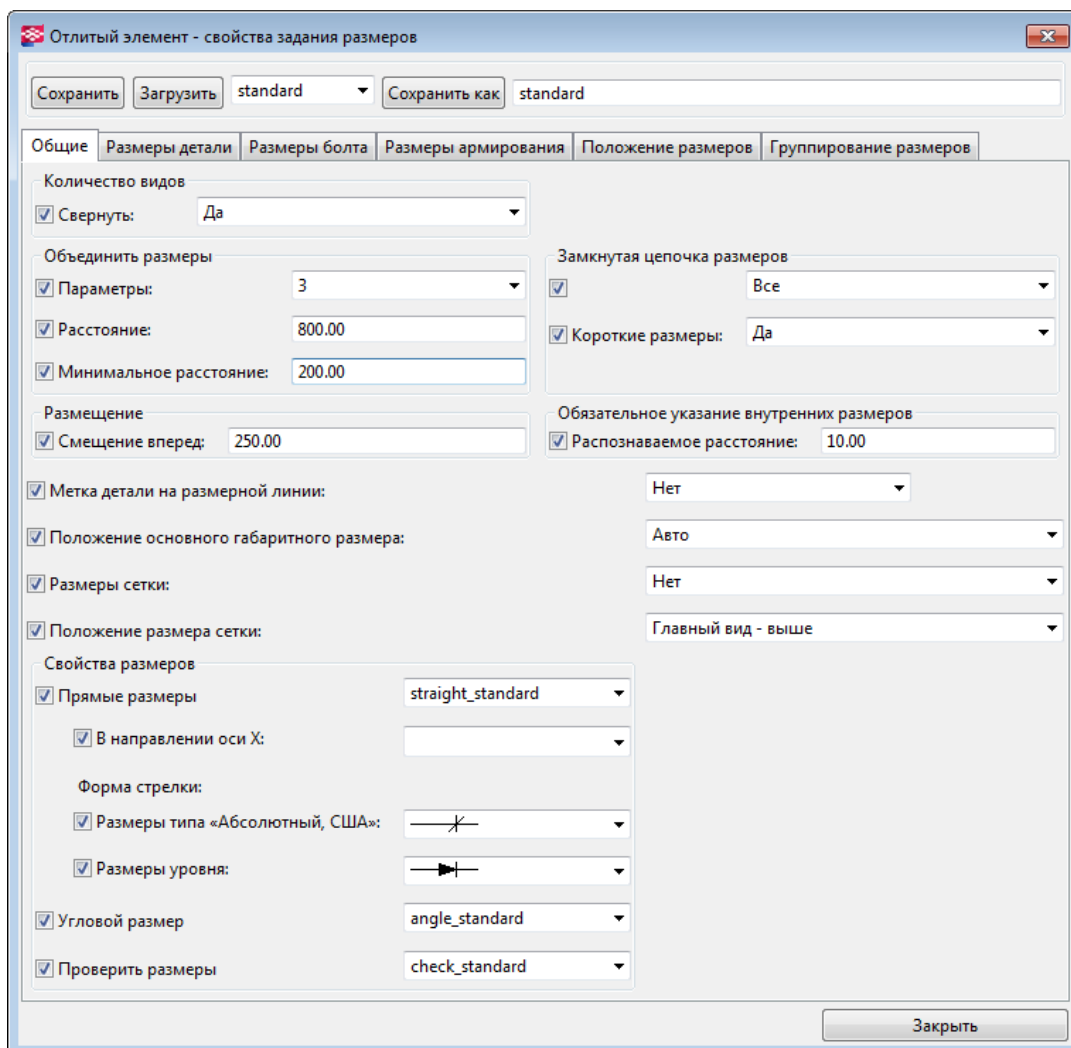 Отлитый элемент - свойства задания размеров
Сохранить Загрузить standard Сохранить как standard
Общие Размеры детали Размеры болта Размеры армирования Положение размеров Группирование размеров
Количество видов
Свернуть: Да
Объединить размеры Замкнутая цепочка размеров
Параметры: 3 Все
Расстояние: 800.00 Короткие размеры: Да
Минимальное расстояние: 200.00
Размещение Обязательное указание внутренних размеров
Смещение вперед: 250.00 Распознаваемое расстояние: 10.00
Метка детали на размерной линии: Нет
Положение основного габаритного размера: Авто
Размеры сетки: Нет
Положение размера сетки: Главный вид - выше
Свойства размеров
Прямые размеры straight_standard
В направлении оси X:
Форма стрелки:
Размеры типа «Абсолютный, США»:
Размеры уровня:
Угловой размер angle_standard
Проверить размеры check_standard
Закрыть